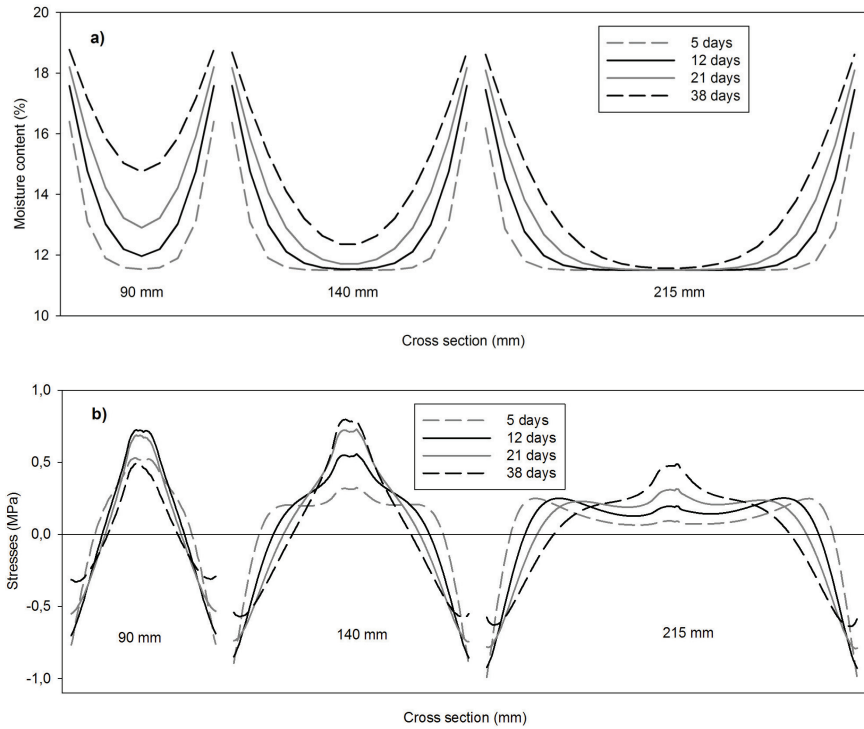 20
a)
18
16
14
12
10
Moisture content (%)
5 days
12 days
21 days
38 days
90 mm
140 mm
215 mm
Cross section (mm)
1,0
b)
0,5
0,0
-0,5
-1,0
Stresses (MPa)
5 days
12 days
21 days
38 days
90 mm
140 mm
215 mm
Cross section (mm)